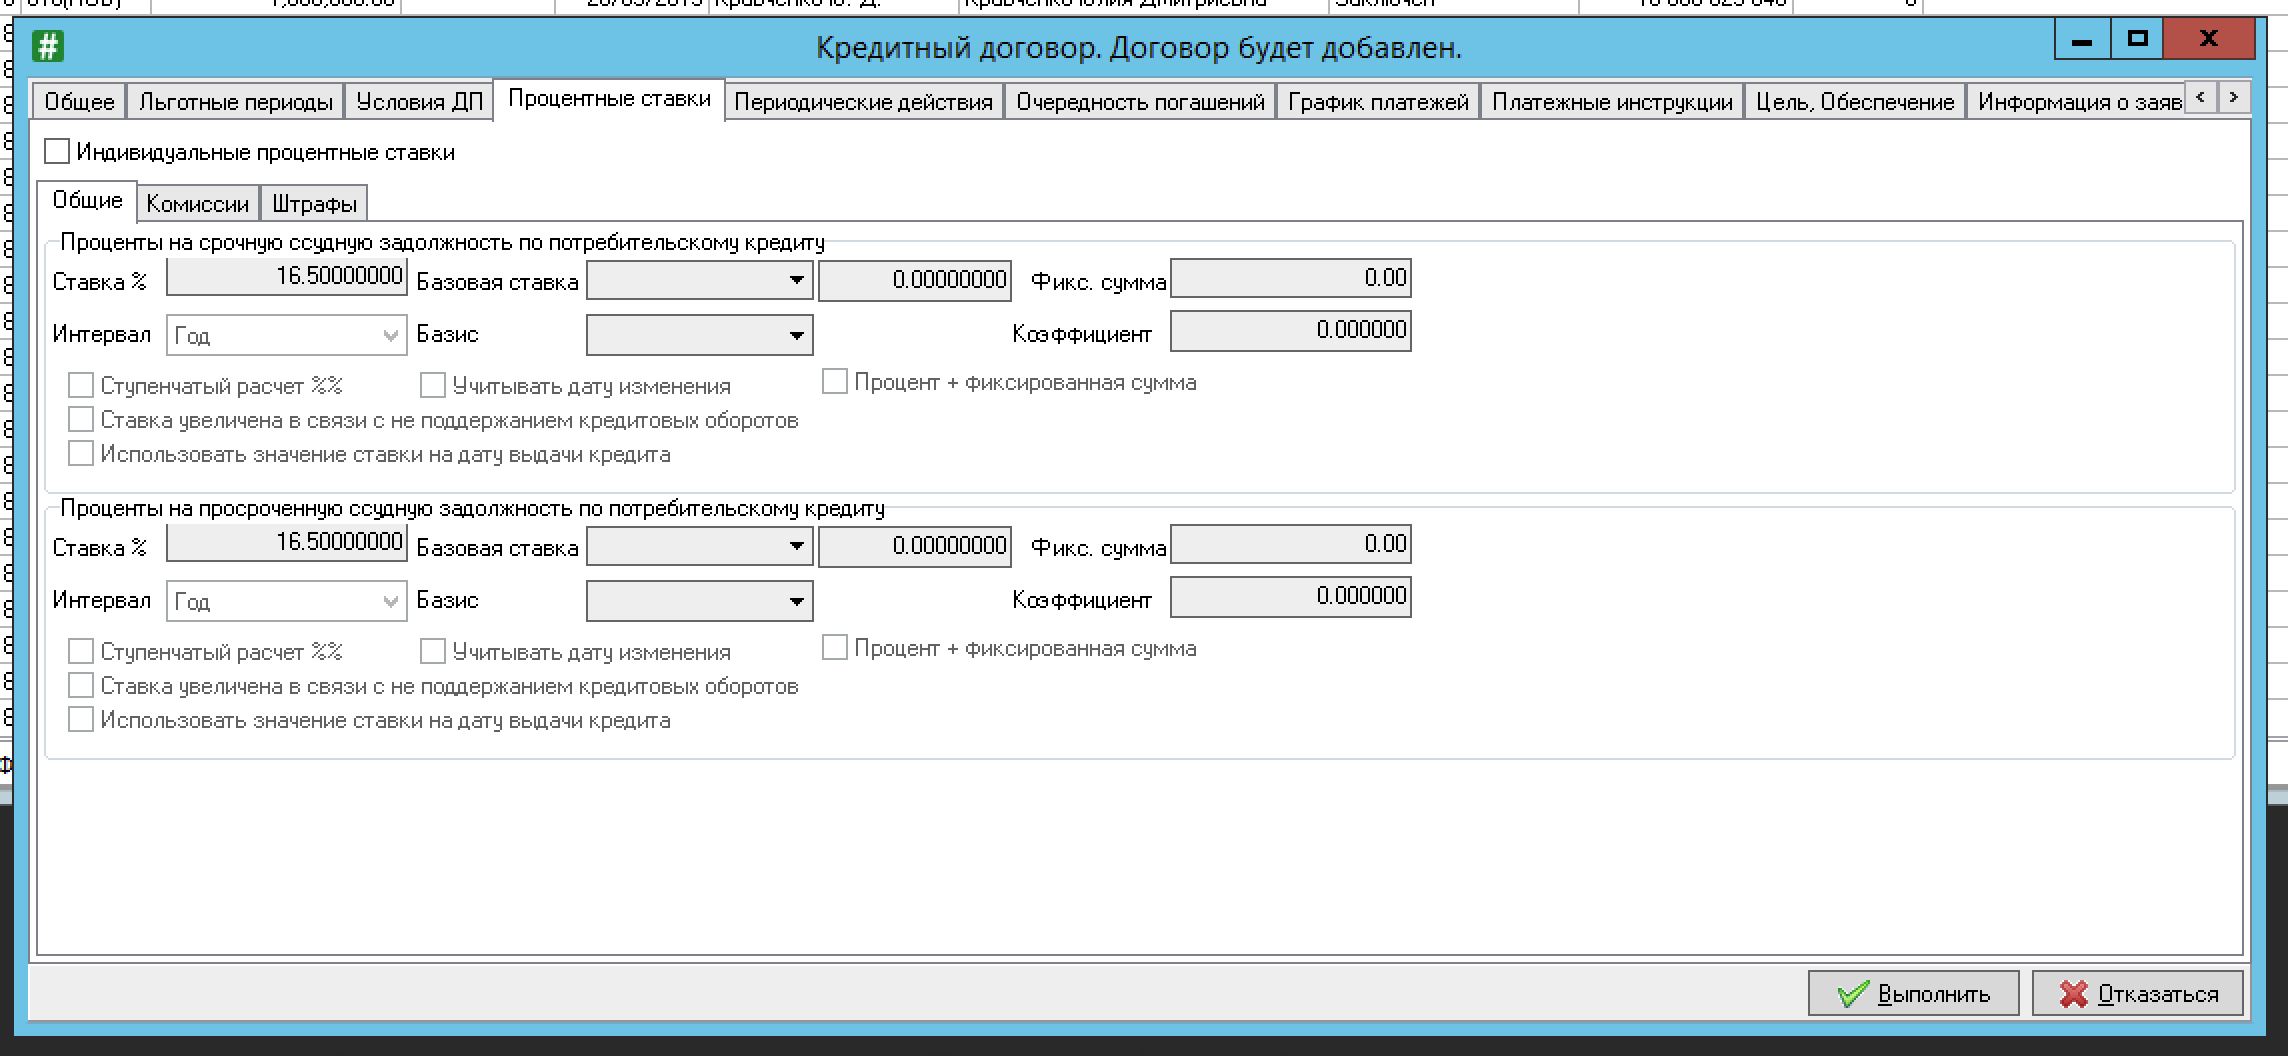 Кредитный договор. Договор будет добавлен.
Общее Льготные периоды Условия ДП Процентные ставки Периодические действия Очередность погашений График платежей Платежные инструкции Цель, Обеспечение Информация о заяв
Индивидуальные процентные ставки
Общие Комиссии Штрафы
Проценты на срочную ссудную задолжность по потребительскому кредиту
Ставка % 16.50000000 Базовая ставка 0.00000000 Фикс. сумма 0.00
Интервал Год Базис Коэффициент 0.000000
Ступенчатый расчет %% Учитывать дату изменения Процент + фиксированная сумма
Ставка увеличена в связи с не поддержанием кредитовых оборотов
Использовать значение ставки на дату выдачи кредита
Проценты на просроченную ссудную задолжность по потребительскому кредиту
Ставка % 16.50000000 Базовая ставка 0.00000000 Фикс. сумма 0.00
Интервал Год Базис Коэффициент 0.000000
Ступенчатый расчет %% Учитывать дату изменения Процент + фиксированная сумма
Ставка увеличена в связи с не поддержанием кредитовых оборотов
Использовать значение ставки на дату выдачи кредита
Выполнить Отказаться